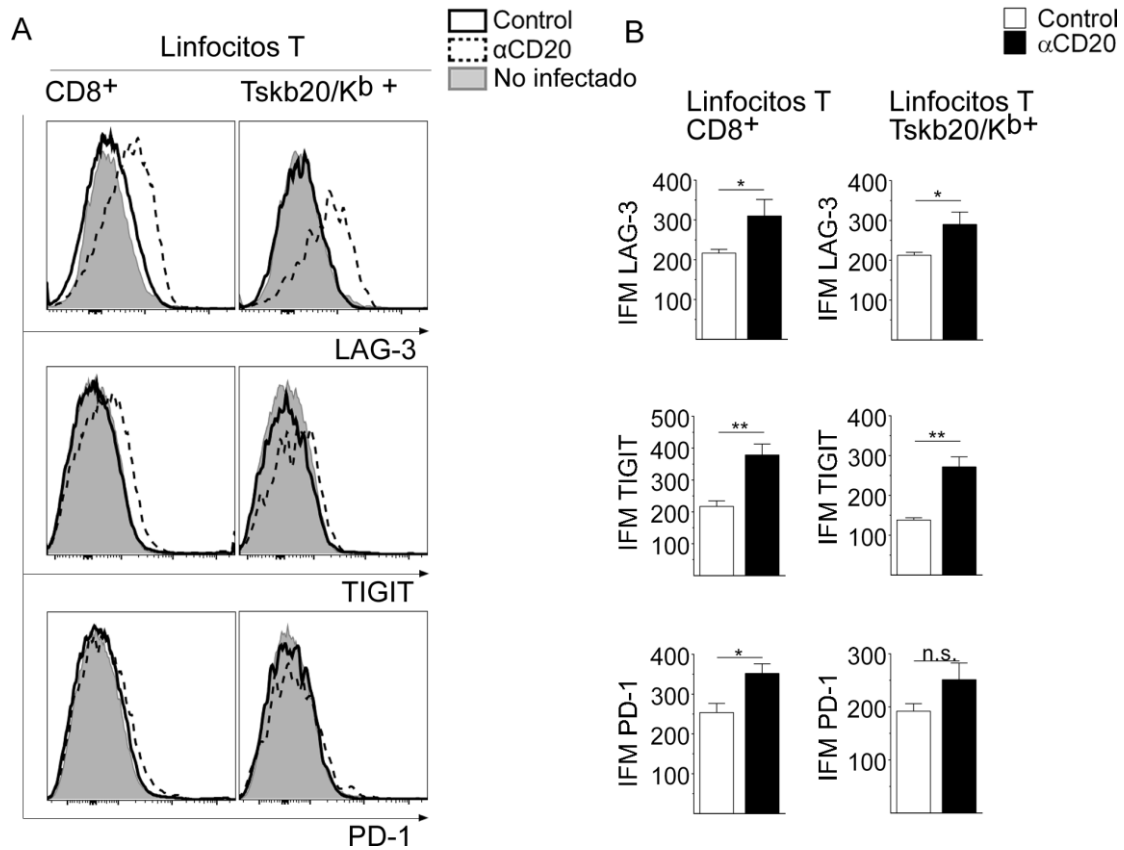 A
Linfocitos T
CD8+
Tskb20/Kb +
Control
αCD20
No infectado
LAG-3
TIGIT
PD-1
B
Control
αCD20
Linfocitos T
CD8+
Linfocitos T
Tskb20/Kb+
IFM LAG-3
400
300
200
100
*
IFM LAG-3
400
300
200
100
*
IFM TIGIT
500
400
300
200
100
**
IFM TIGIT
400
300
200
100
**
IFM PD-1
400
300
200
100
*
IFM PD-1
300
200
100
n.s.